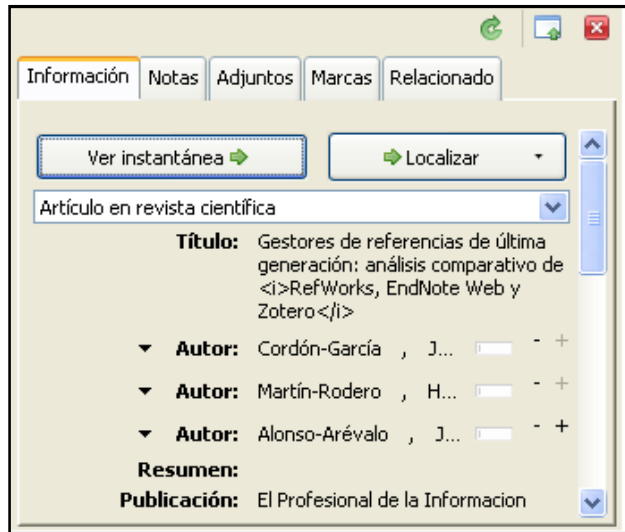 Información Notas Adjuntos Marcas Relacionado
Ver instantánea Localizar
Artículo en revista científica
Título: Gestores de referencias de última
generación: análisis comparativo de
<i>RefWorks, EndNote Web y
Zotero</i>
Autor: Cordón-García , J... - +
Autor: Martín-Rodero , H... - +
Autor: Alonso-Arévalo , J... - +
Resumen:
Publicación: El Profesional de la Informacion